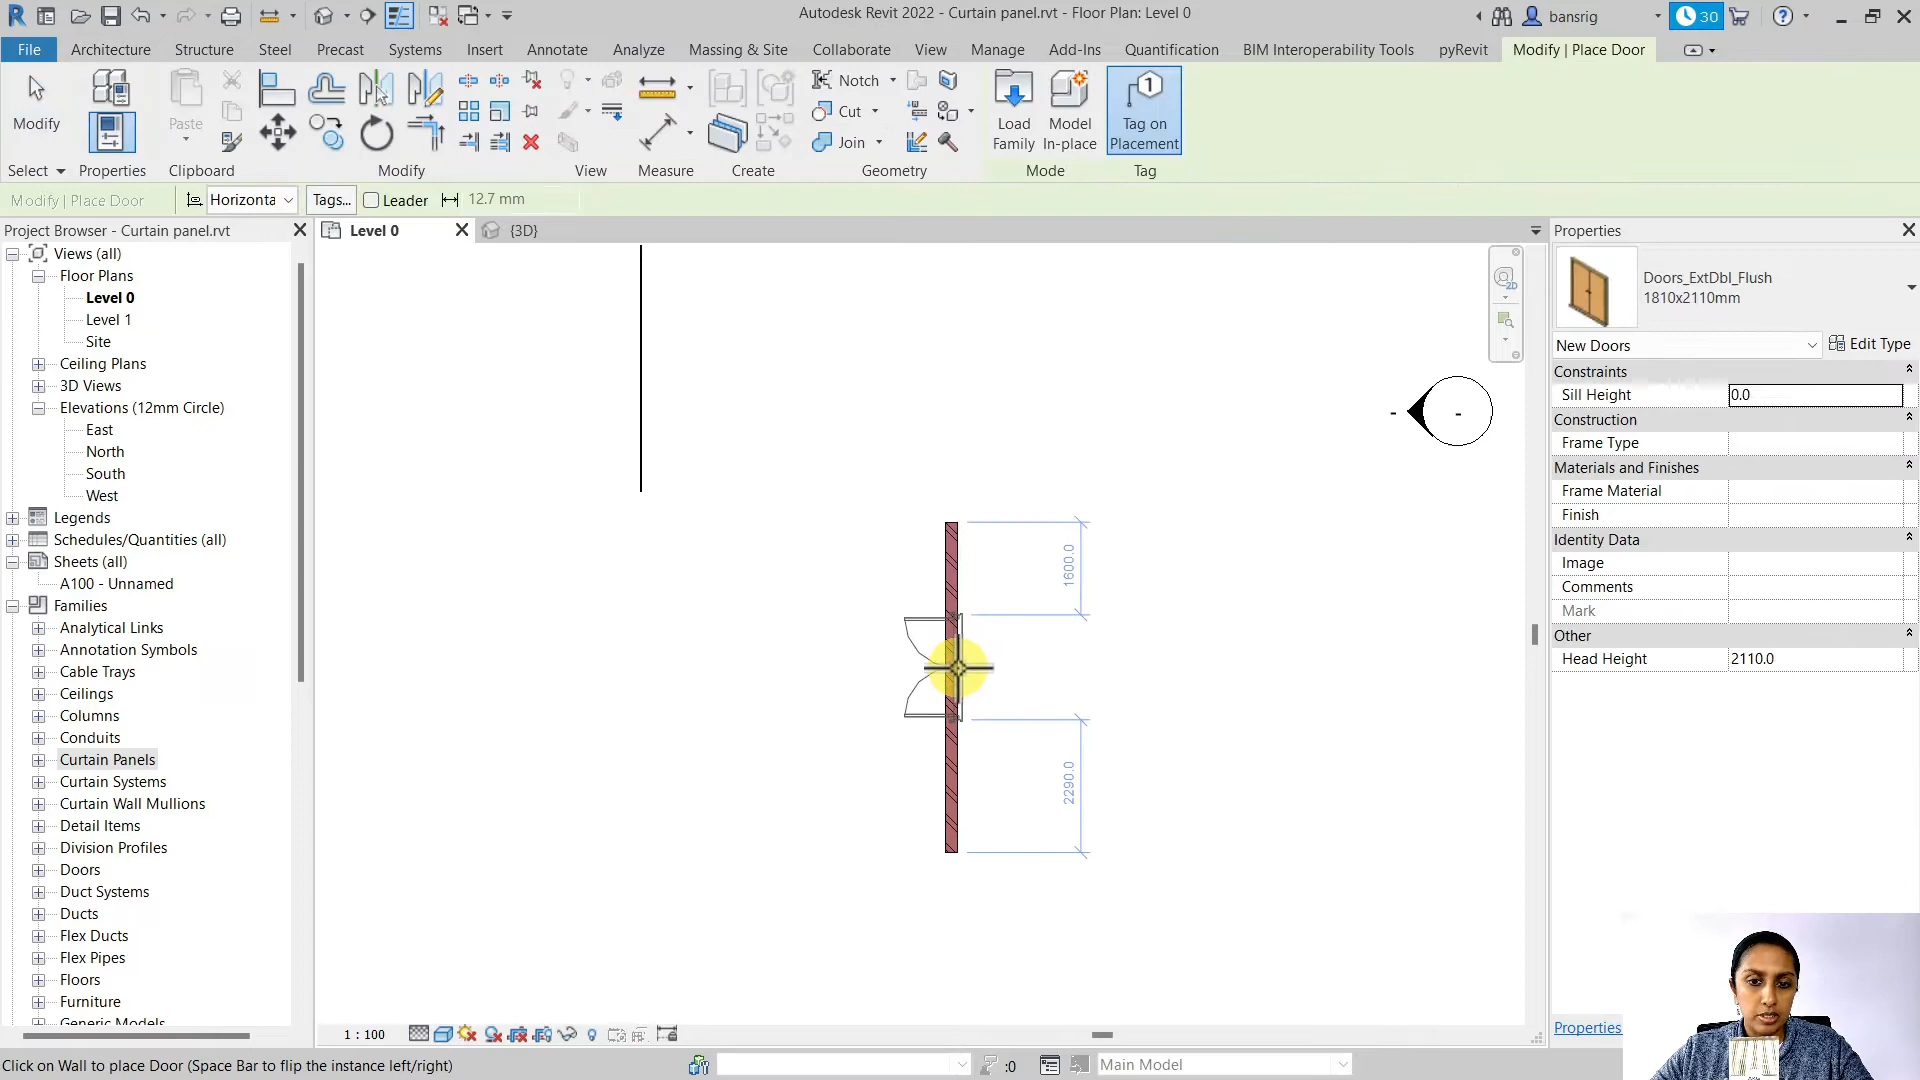 Autodesk Revit 2022 - Curtain panel.rvt - Floor Plan: Level 0
bansrig
30
File
Architecture
Structure
Steel
Precast
Systems
Insert
Annotate
Analyze
Massing & Site
Collaborate
View
Manage
Add-Ins
Quantification
BIM Interoperability Tools
pyRevit
Modify | Place Door
Modify
Paste
Notch
Cut
Join
Load Family
Model In-place
1
Tag on Placement
Select
Properties
Clipboard
Modify
View
Measure
Create
Geometry
Mode
Tag
Modify | Place Door
Horizonta
Tags...
Leader
12.7 mm
Project Browser - Curtain panel.rvt
Views (all)
Floor Plans
Level 0
Level 1
Site
Ceiling Plans
3D Views
Elevations (12mm Circle)
East
North
South
West
Legends
Schedules/Quantities (all)
Sheets (all)
A100 - Unnamed
Families
Analytical Links
Annotation Symbols
Cable Trays
Ceilings
Columns
Conduits
Curtain Panels
Curtain Systems
Curtain Wall Mullions
Detail Items
Division Profiles
Doors
Duct Systems
Ducts
Flex Ducts
Flex Pipes
Floors
Furniture
Generic Models
Level 0
{3D}
2D
1600.0
2290.0
- -
1 : 100
Properties
Doors_ExtDbl_Flush
1810x2110mm
New Doors
Edit Type
Constraints
Sill Height 0.0
Construction
Frame Type
Materials and Finishes
Frame Material
Finish
Identity Data
Image
Comments
Mark
Other
Head Height 2110.0
Properties
Click on Wall to place Door (Space Bar to flip the instance left/right)
:0
Main Model